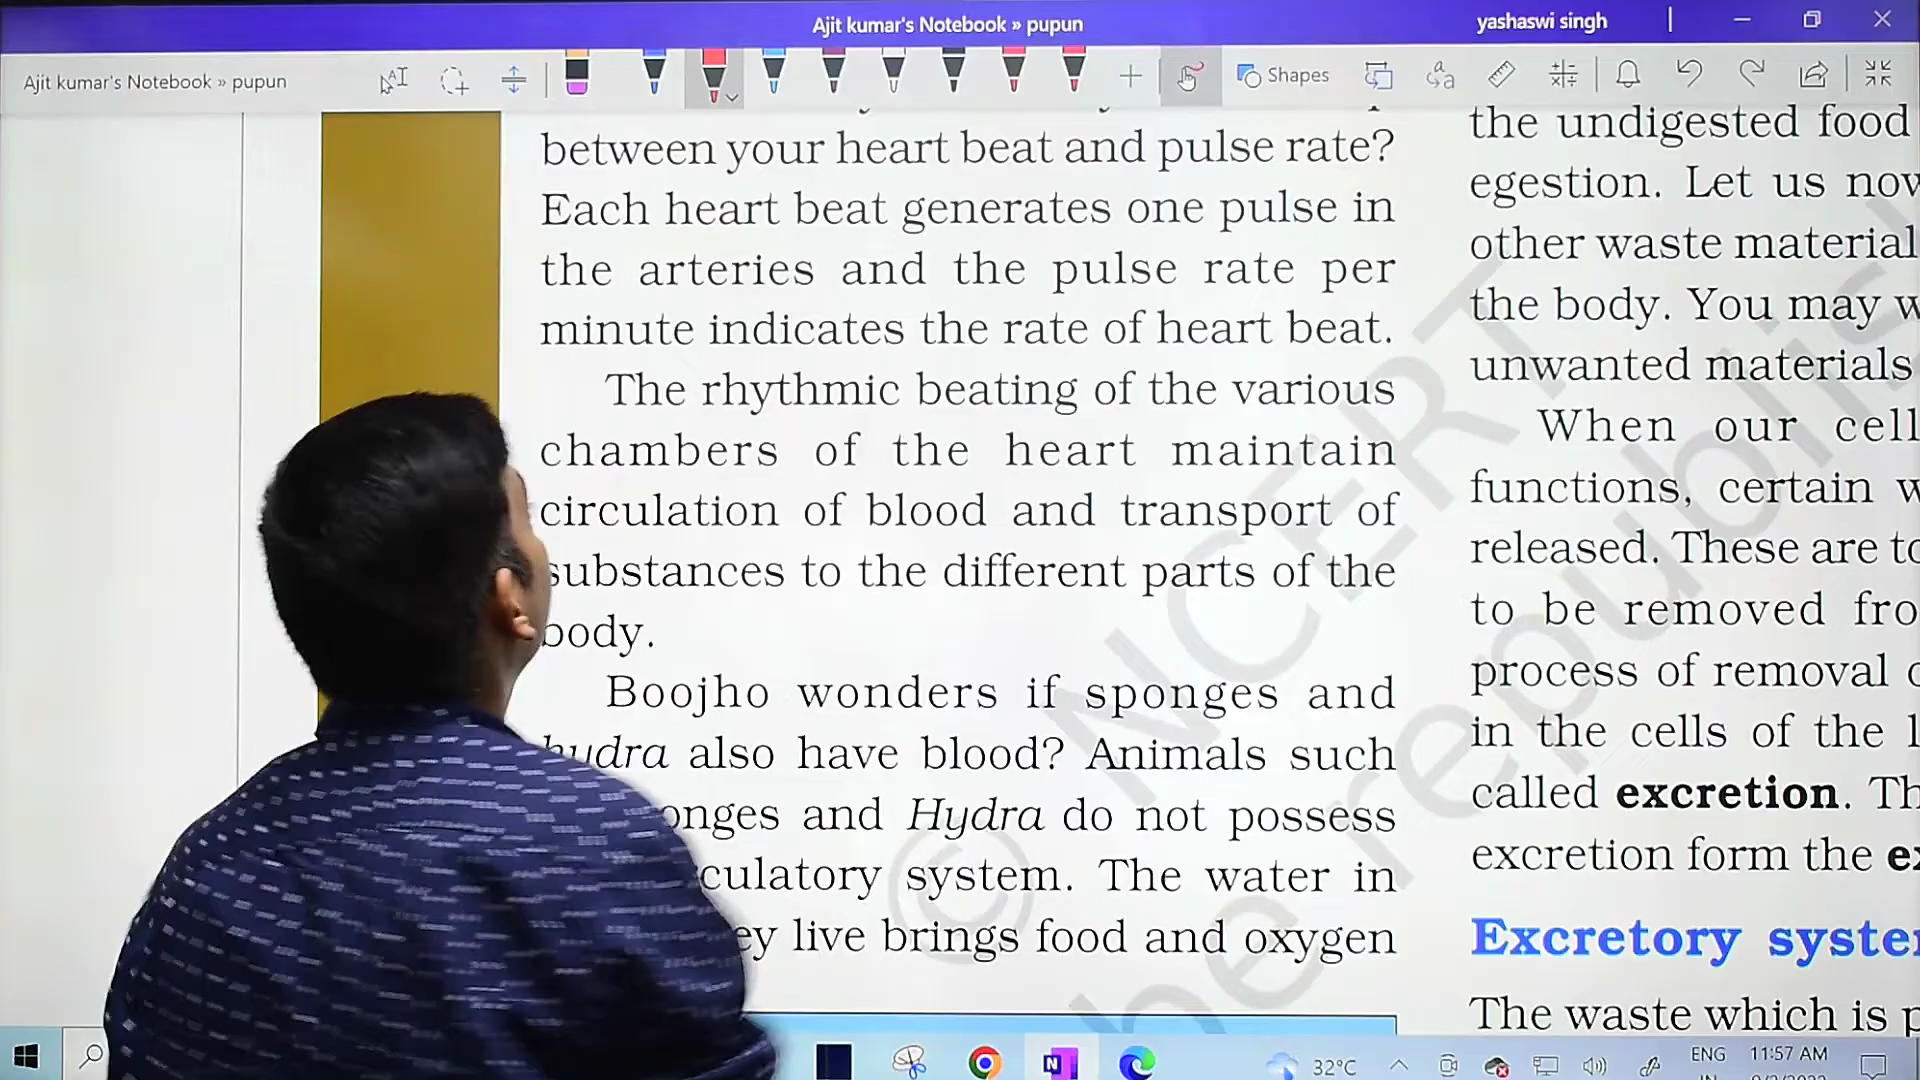 Ajit kumar's Notebook » pupun
yashaswi singh
Ajit kumar's Notebook » pupun
Shapes
between your heart beat and pulse rate?
Each heart beat generates one pulse in
the arteries and the pulse rate per
minute indicates the rate of heart beat.
The rhythmic beating of the various
chambers of the heart maintain
circulation of blood and transport of
substances to the different parts of the
body.
Boojho wonders if sponges and
hydra also have blood? Animals such
onges and Hydra do not possess
culatory system. The water in
ey live brings food and oxygen
the undigested food
egestion. Let us now
other waste material
the body. You may w
unwanted materials
When our cell
functions, certain w
released. These are to
to be removed fro
process of removal o
in the cells of the l
called excretion. Th
excretion form the ex
Excretory syste
The waste which is p
© NCERT
be republis
32°C
ENG
11:57 AM